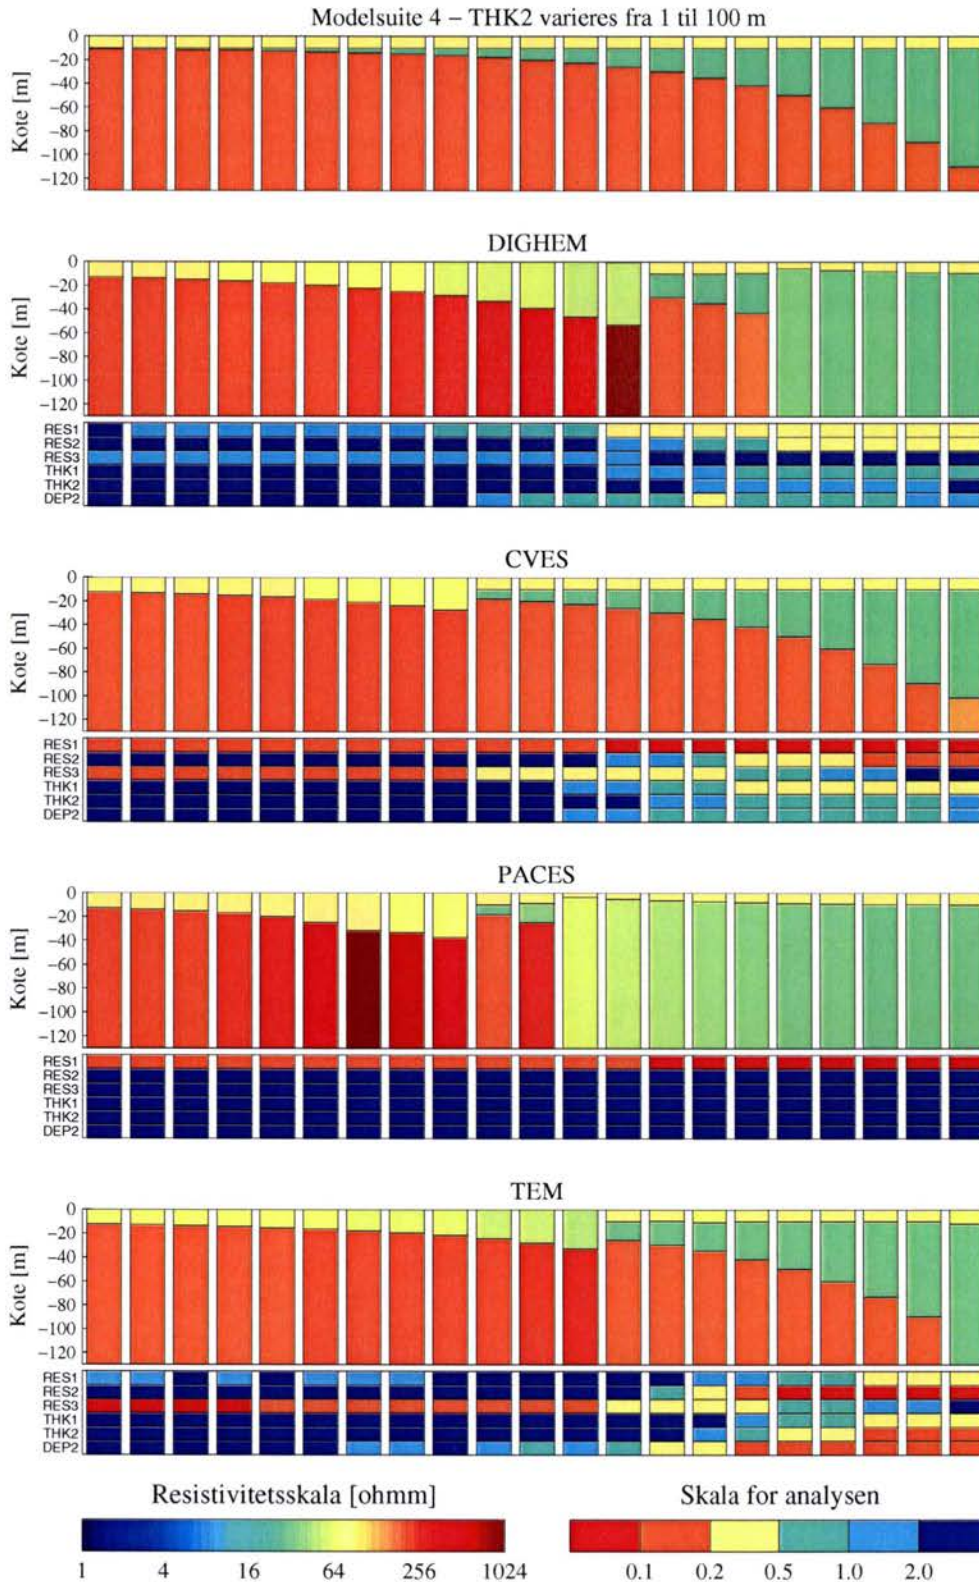 Modelsuite 4 – THK2 varieres fra 1 til 100 m
Kote [m]
0
−20
−40
−60
−80
−100
−120
DIGHEM
Kote [m]
0
−20
−40
−60
−80
−100
−120
RES1
RES2
RES3
THK1
THK2
DEP2
CVES
Kote [m]
0
−20
−40
−60
−80
−100
−120
RES1
RES2
RES3
THK1
THK2
DEP2
PACES
Kote [m]
0
−20
−40
−60
−80
−100
−120
RES1
RES2
RES3
THK1
THK2
DEP2
TEM
Kote [m]
0
−20
−40
−60
−80
−100
−120
RES1
RES2
RES3
THK1
THK2
DEP2
Resistivitetsskala [ohmm]
1 4 16 64 256 1024
Skala for analysen
0.1 0.2 0.5 1.0 2.0